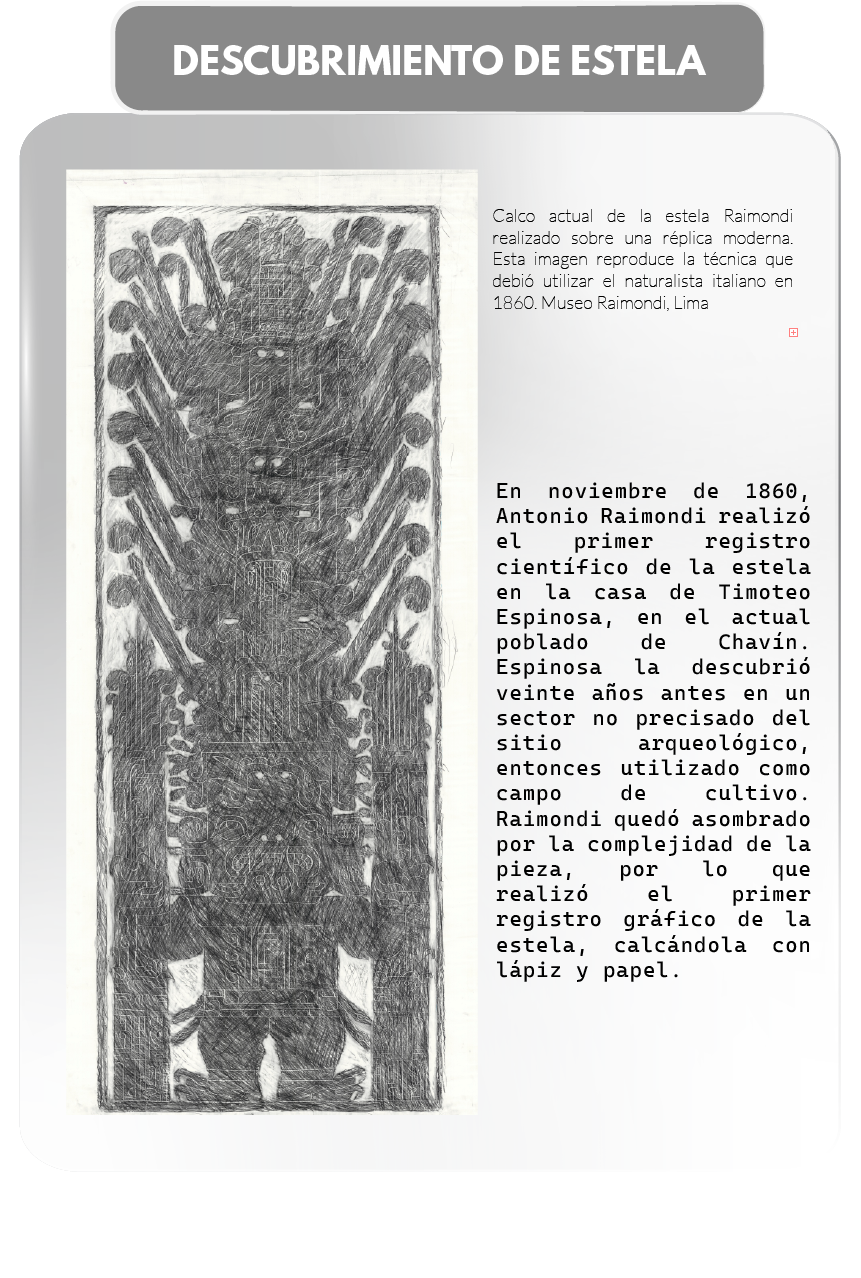 DESCUBRIMIENTO DE ESTELA
Calco actual de la estela Raimondi
realizado sobre una réplica moderna.
Esta imagen reproduce la técnica que
debió utilizar el naturalista italiano en
1860. Museo Raimondi, Lima
En noviembre de 1860,
Antonio Raimondi realizó
el primer registro
científico de la estela
en la casa de Timoteo
Espinosa, en el actual
poblado de Chavín.
Espinosa la descubrió
veinte años antes en un
sector no precisado del
sitio arqueológico,
entonces utilizado como
campo de cultivo.
Raimondi quedó asombrado
por la complejidad de la
pieza, por lo que
realizó el primer
registro gráfico de la
estela, calcándola con
lápiz y papel.